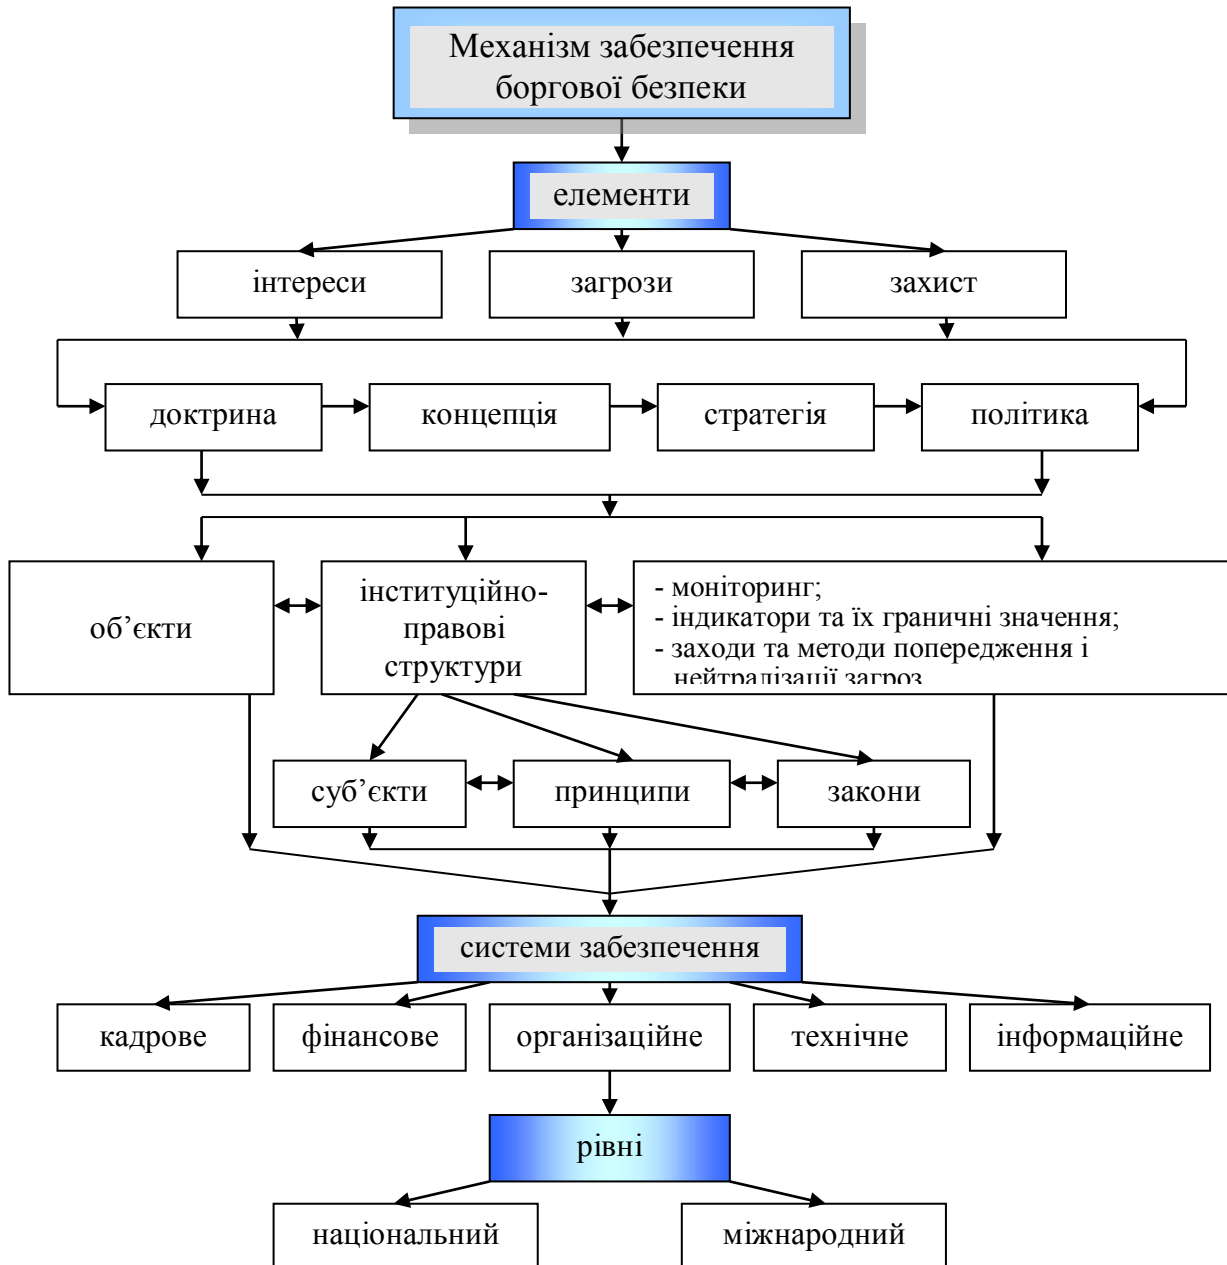 Механізм забезпечення
боргової безпеки
елементи
інтереси
загрози
захист
доктрина
концепція
стратегія
політика
об’єкти
інституційно-
правові
структури
- моніторинг;
- індикатори та їх граничні значення;
- заходи та методи попередження і
нейтралізації загроз
суб’єкти
принципи
закони
системи забезпечення
кадрове
фінансове
організаційне
технічне
інформаційне
рівні
національний
міжнародний